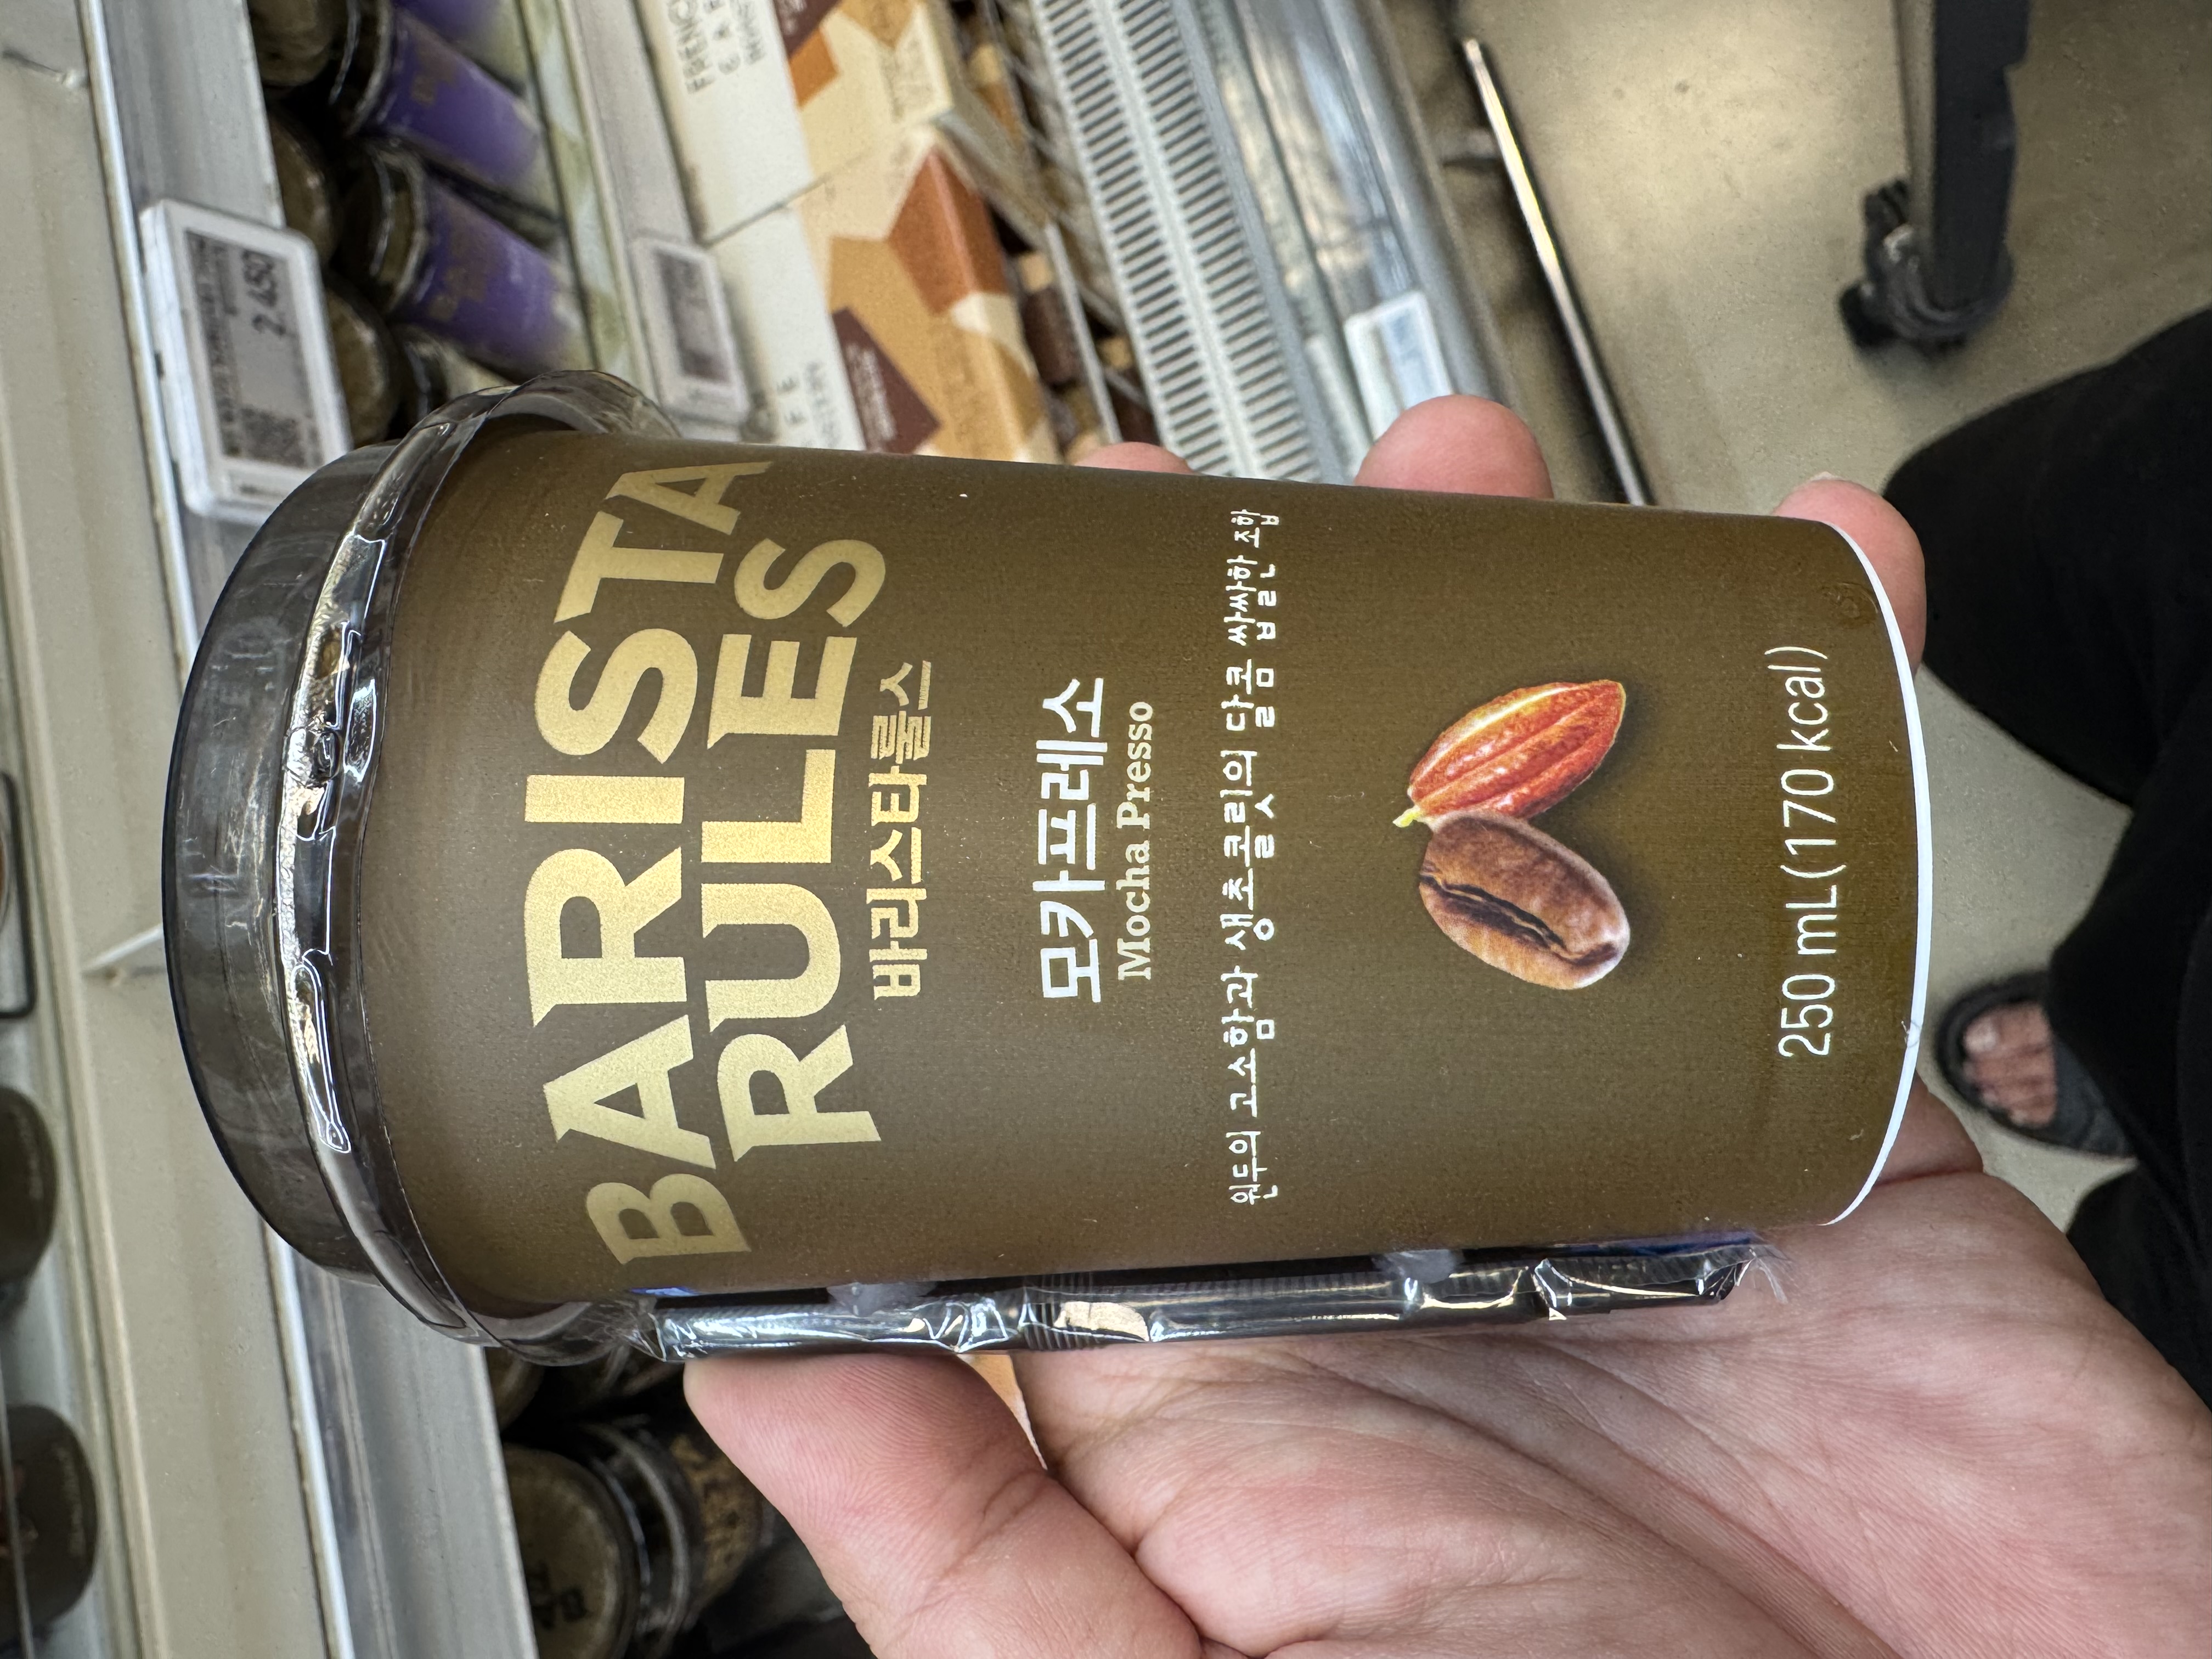 2.450
BARISTA
RULES
바리스타룰스
모카프레소
Mocha Presso
원두의 고소함과 생초콜릿의 달콤 쌉쌀한 조합
250 mL(170 kcal)
FRENCH
CAF